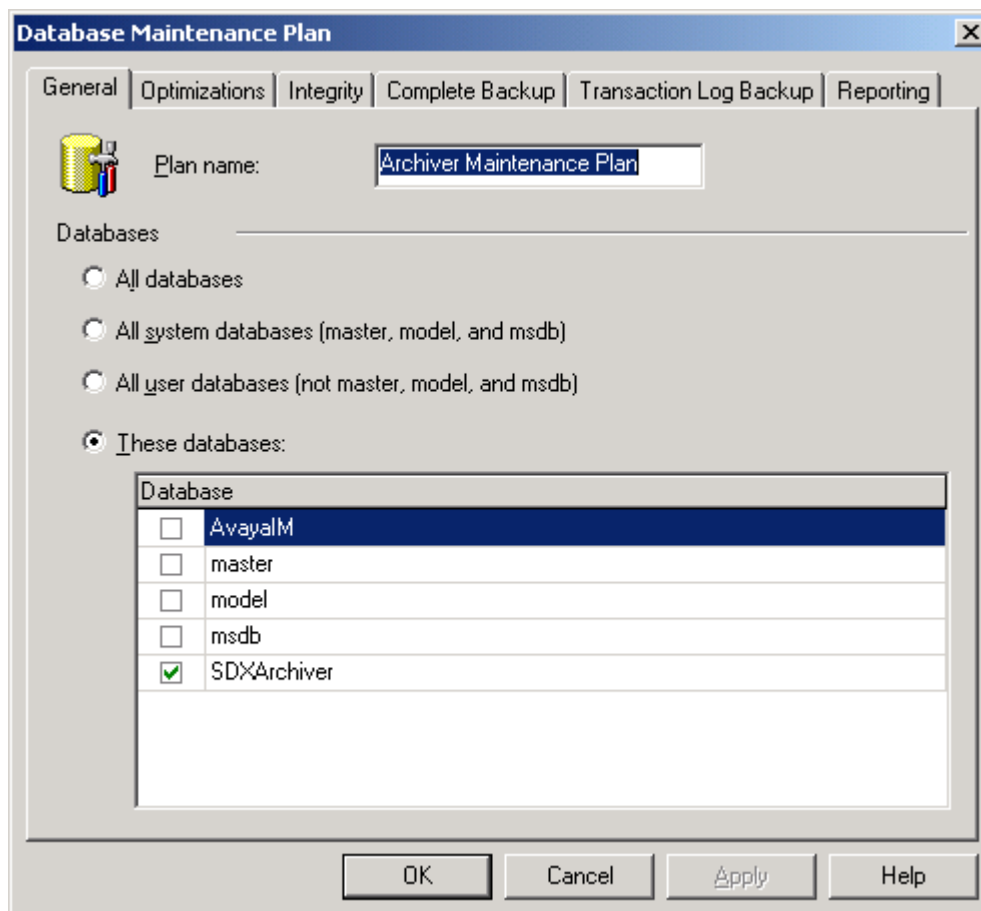 Database Maintenance Plan
General Optimizations Integrity Complete Backup Transaction Log Backup Reporting
Plan name: Archiver Maintenance Plan
Databases
All databases
All system databases (master, model, and msdb)
All user databases (not master, model, and msdb)
These databases:
Database
AvayaIM
master
model
msdb
SDXArchiver
OK Cancel Apply Help